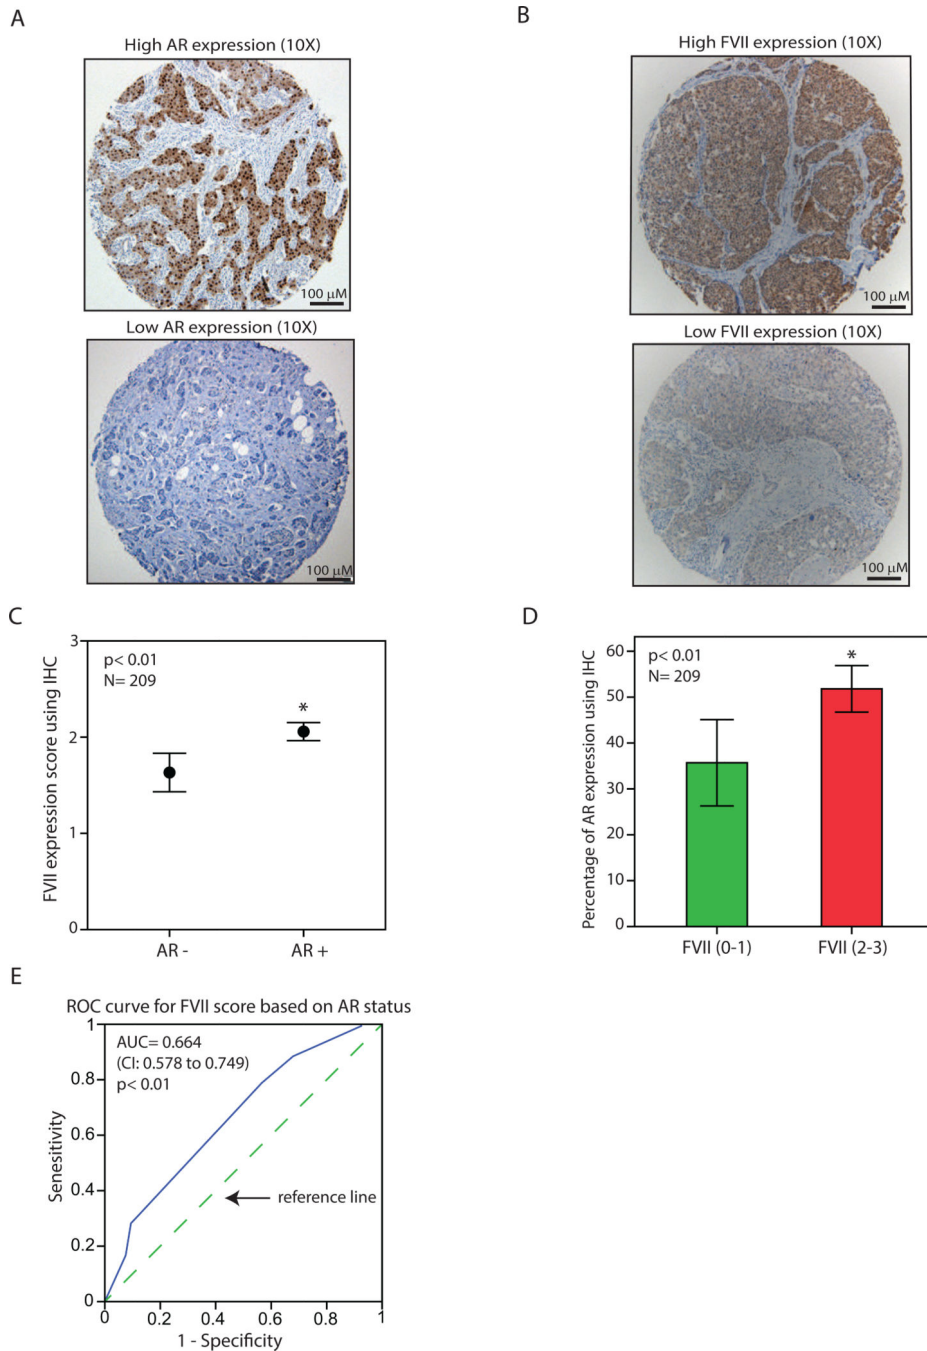 A
High AR expression (10X)
100 µM
Low AR expression (10X)
100 µM
B
High FVII expression (10X)
100 µM
Low FVII expression (10X)
100 µM
C
FVII expression score using IHC
3
2
1
0
p< 0.01
N= 209
*
AR -
AR +
D
Percentage of AR expression using IHC
60
50
40
30
20
10
0
p< 0.01
N= 209
*
FVII (0-1)
FVII (2-3)
E
ROC curve for FVII score based on AR status
Senesitivity
1
0.8
0.6
0.4
0.2
0
AUC= 0.664
(CI: 0.578 to 0.749)
p< 0.01
reference line
0
0.2
0.4
0.6
0.8
1
1 - Specificity